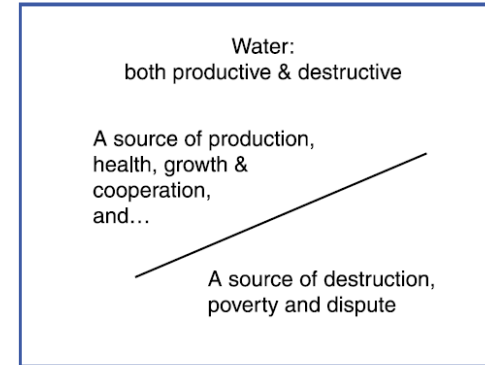 Water:
both productive & destructive
A source of production,
health, growth &
cooperation,
and...
A source of destruction,
poverty and dispute